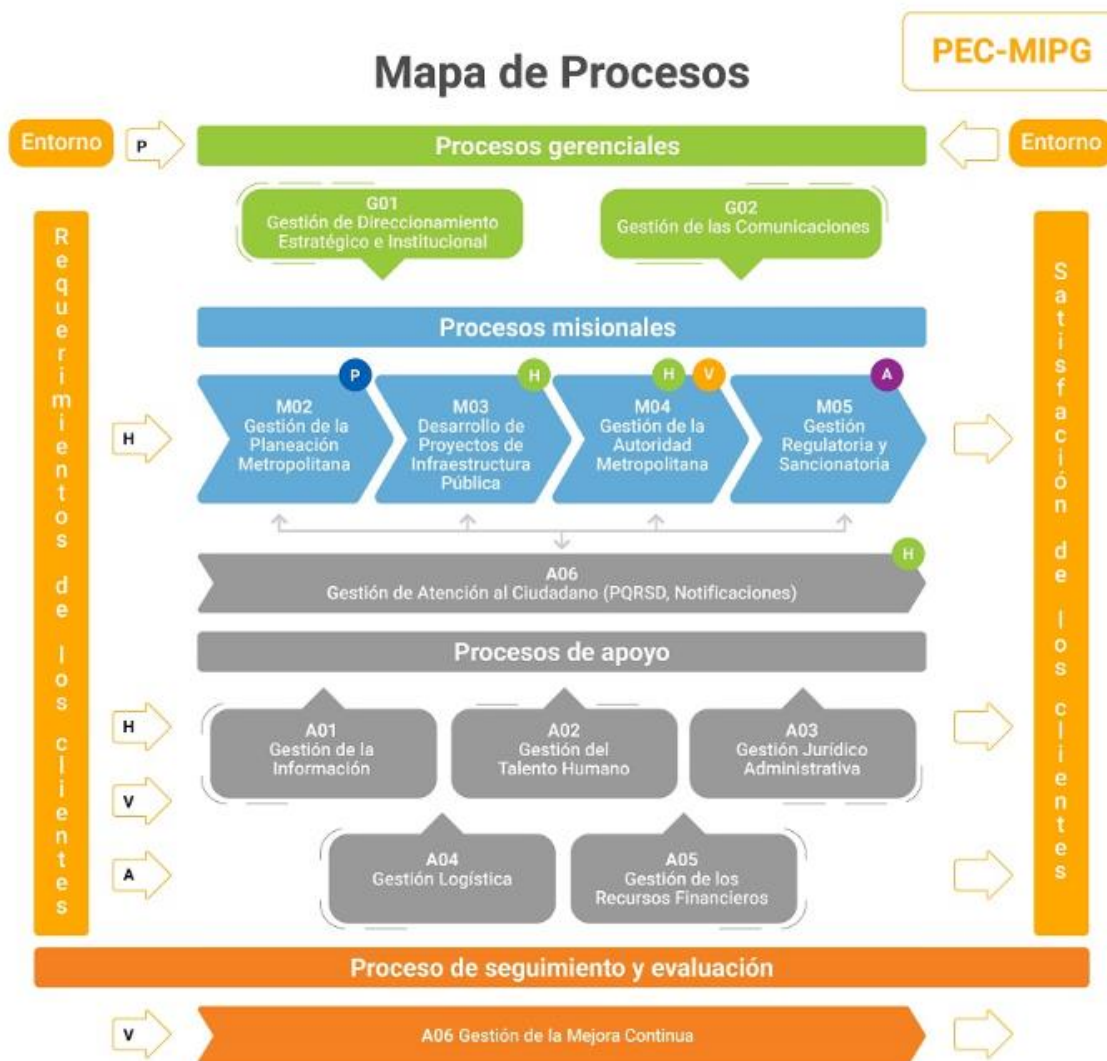 PEC-MIPG
Mapa de Procesos
Entorno
P
Procesos gerenciales
Entorno
G01
Gestión de Direccionamiento
Estratégico e Institucional
G02
Gestión de las Comunicaciones
Requerimientos de los clientes
Satisfacción de los clientes
Procesos misionales
H
P
M02
Gestión de la
Planeación
Metropolitana
H
M03
Desarrollo de
Proyectos de
Infraestructura
Pública
H
V
M04
Gestión de la
Autoridad
Metropolitana
A
M05
Gestión
Regulatoria y
Sancionatoria
H
A06
Gestión de Atención al Ciudadano (PQRSD, Notificaciones)
Procesos de apoyo
H
V
A
A01
Gestión de la
Información
A02
Gestión del
Talento Humano
A03
Gestión Jurídico
Administrativa
A04
Gestión Logística
A05
Gestión de los
Recursos Financieros
Proceso de seguimiento y evaluación
V
A06 Gestión de la Mejora Continua